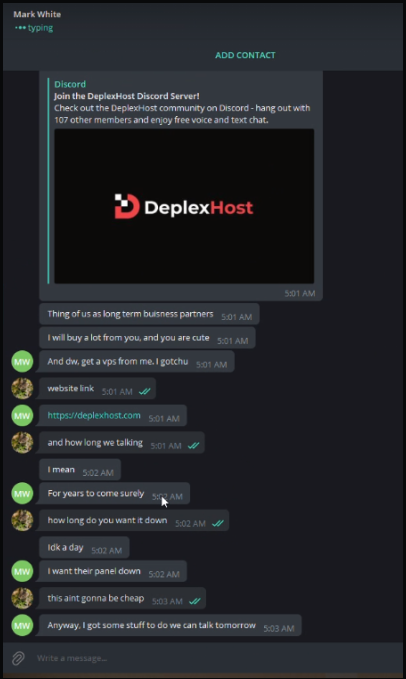 Mark White
typing
ADD CONTACT
Discord
Join the DeplexHost Discord Server!
Check out the DeplexHost community on Discord - hang out with
107 other members and enjoy free voice and text chat.
DeplexHost
5:01 AM
Thing of us as long term buisness partners 5:01 AM
I will buy a lot from you, and you are cute 5:01 AM
MW And dw, get a vps from me. I gotchu 5:01 AM
website link 5:01 AM
MW https://deplexhost.com 5:01 AM
and how long we talking 5:01 AM
I mean 5:02 AM
MW For years to come surely 5:02 AM
how long do you want it down 5:02 AM
Idk a day 5:02 AM
MW I want their panel down 5:02 AM
this aint gonna be cheap 5:03 AM
MW Anyway, I got some stuff to do we can talk tomorrow 5:03 AM
Write a message...